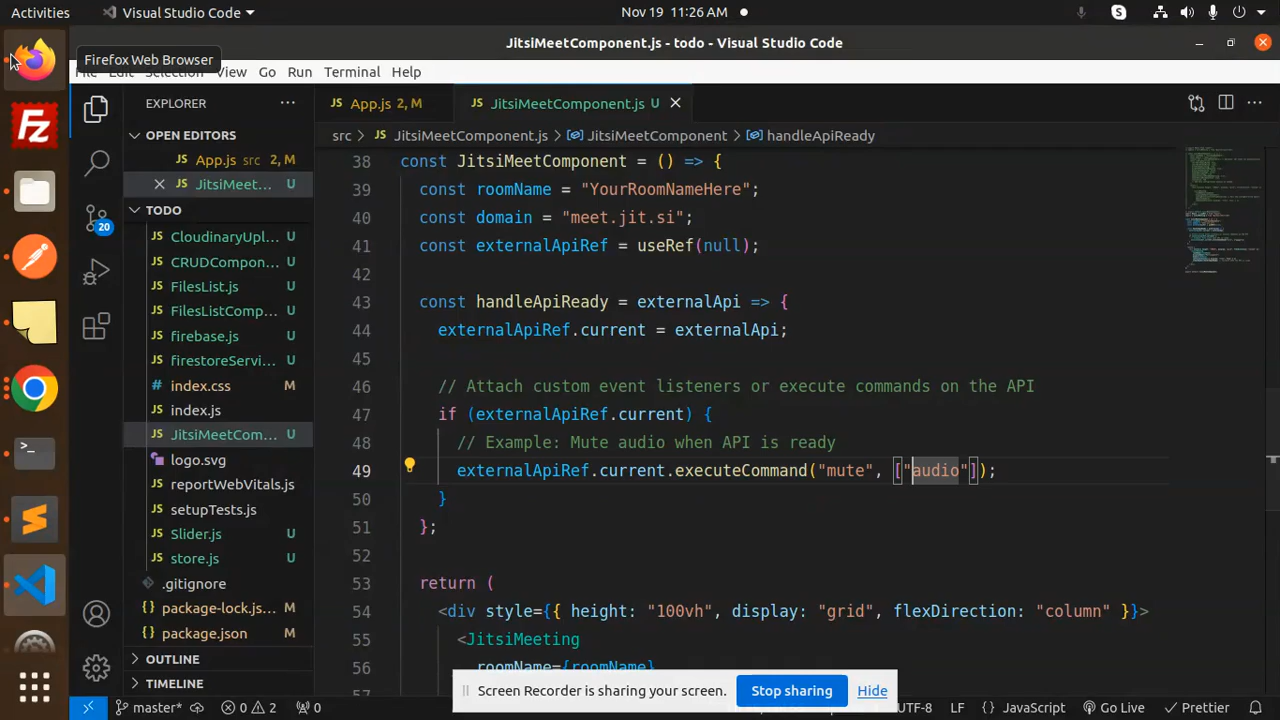 Activities
Visual Studio Code
Nov 19 11:26 AM
JitsiMeetComponent.js - todo - Visual Studio Code
Firefox Web Browser
File Edit Selection View Go Run Terminal Help
EXPLORER
OPEN EDITORS
JS App.js src 2, M
JS JitsiMeet... U
TODO
JS CloudinaryUpl... U
JS CRUDCompon... U
JS FilesList.js U
JS FilesListComp... U
JS firebase.js U
JS firestoreServi... U
# index.css M
JS index.js
JS JitsiMeetCom... U
logo.svg
JS reportWebVitals.js
JS setupTests.js
JS Slider.js U
JS store.js U
.gitignore
{} package-lock.js... M
{} package.json M
OUTLINE
TIMELINE
20
JS App.js 2, M
JS JitsiMeetComponent.js U
src > JS JitsiMeetComponent.js > JitsiMeetComponent > handleApiReady
38 const JitsiMeetComponent = () => {
39 const roomName = "YourRoomNameHere";
40 const domain = "meet.jit.si";
41 const externalApiRef = useRef(null);
42
43 const handleApiReady = externalApi => {
44 externalApiRef.current = externalApi;
45
46 // Attach custom event listeners or execute commands on the API
47 if (externalApiRef.current) {
48 // Example: Mute audio when API is ready
49 externalApiRef.current.executeCommand("mute", ["audio"]);
50 }
51 };
52
53 return (
54 <div style={{ height: "100vh", display: "grid", flexDirection: "column" }}>
55 <JitsiMeeting
56 roomName={roomName}
57
Screen Recorder is sharing your screen.
Stop sharing
Hide
master*
0 2
0
UTF-8
LF
{} JavaScript
Go Live
Prettier